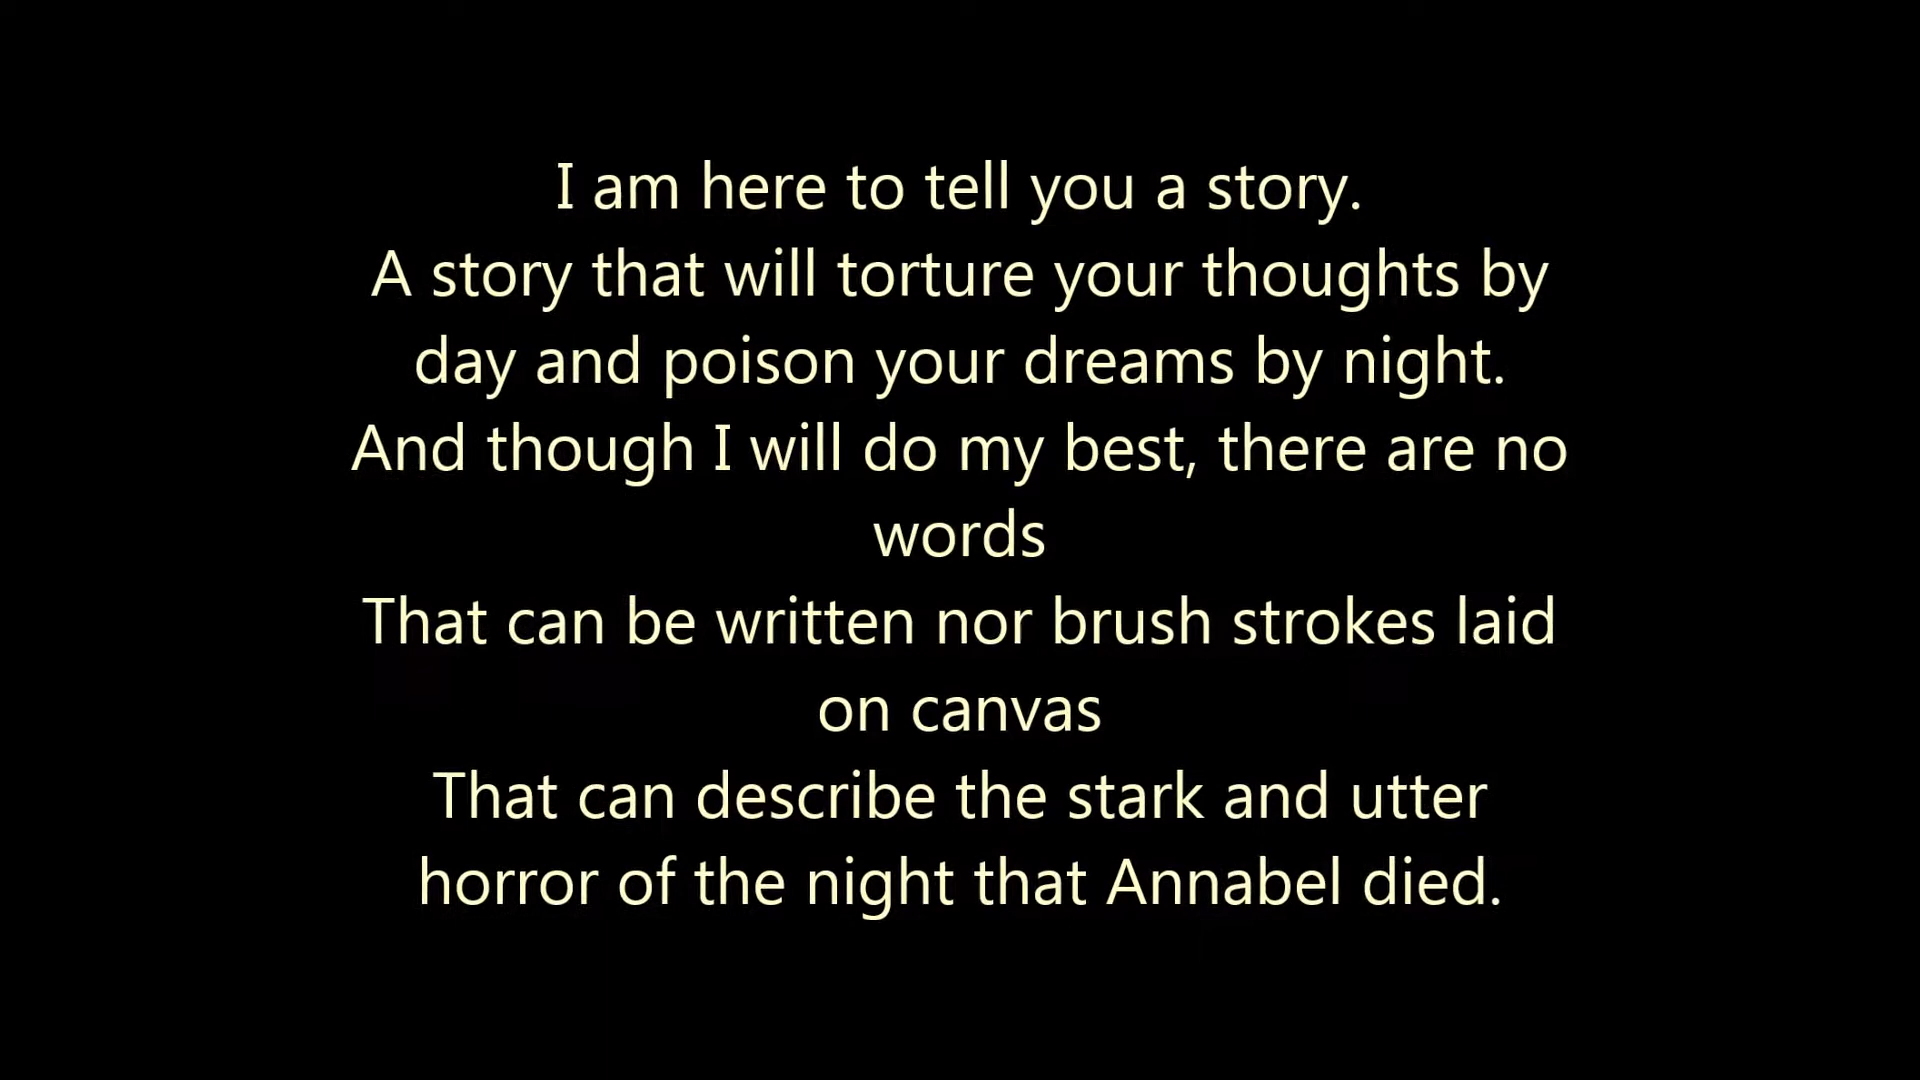 I am here to tell you a story.
A story that will torture your thoughts by
day and poison your dreams by night.
And though I will do my best, there are no
words
That can be written nor brush strokes laid
on canvas
That can describe the stark and utter
horror of the night that Annabel died.